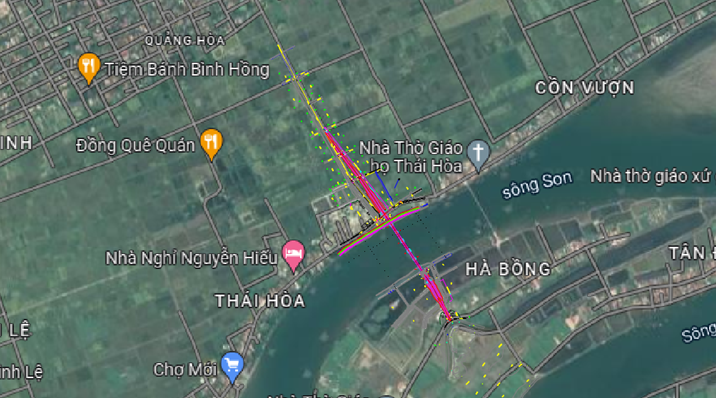 QUẢNG HÒA
Tiệm Bánh Bình Hồng
CỒN VƯỢN
INH
Đồng Quê Quán
Nhà Thờ Giáo
họ Thái Hòa
sông Son
Nhà thờ giáo xứ
Nhà Nghỉ Nguyễn Hiếu
HÀ BỒNG
TÂN
THÁI HÒA
LỆ
Sông
Chợ Mới
inh Lệ